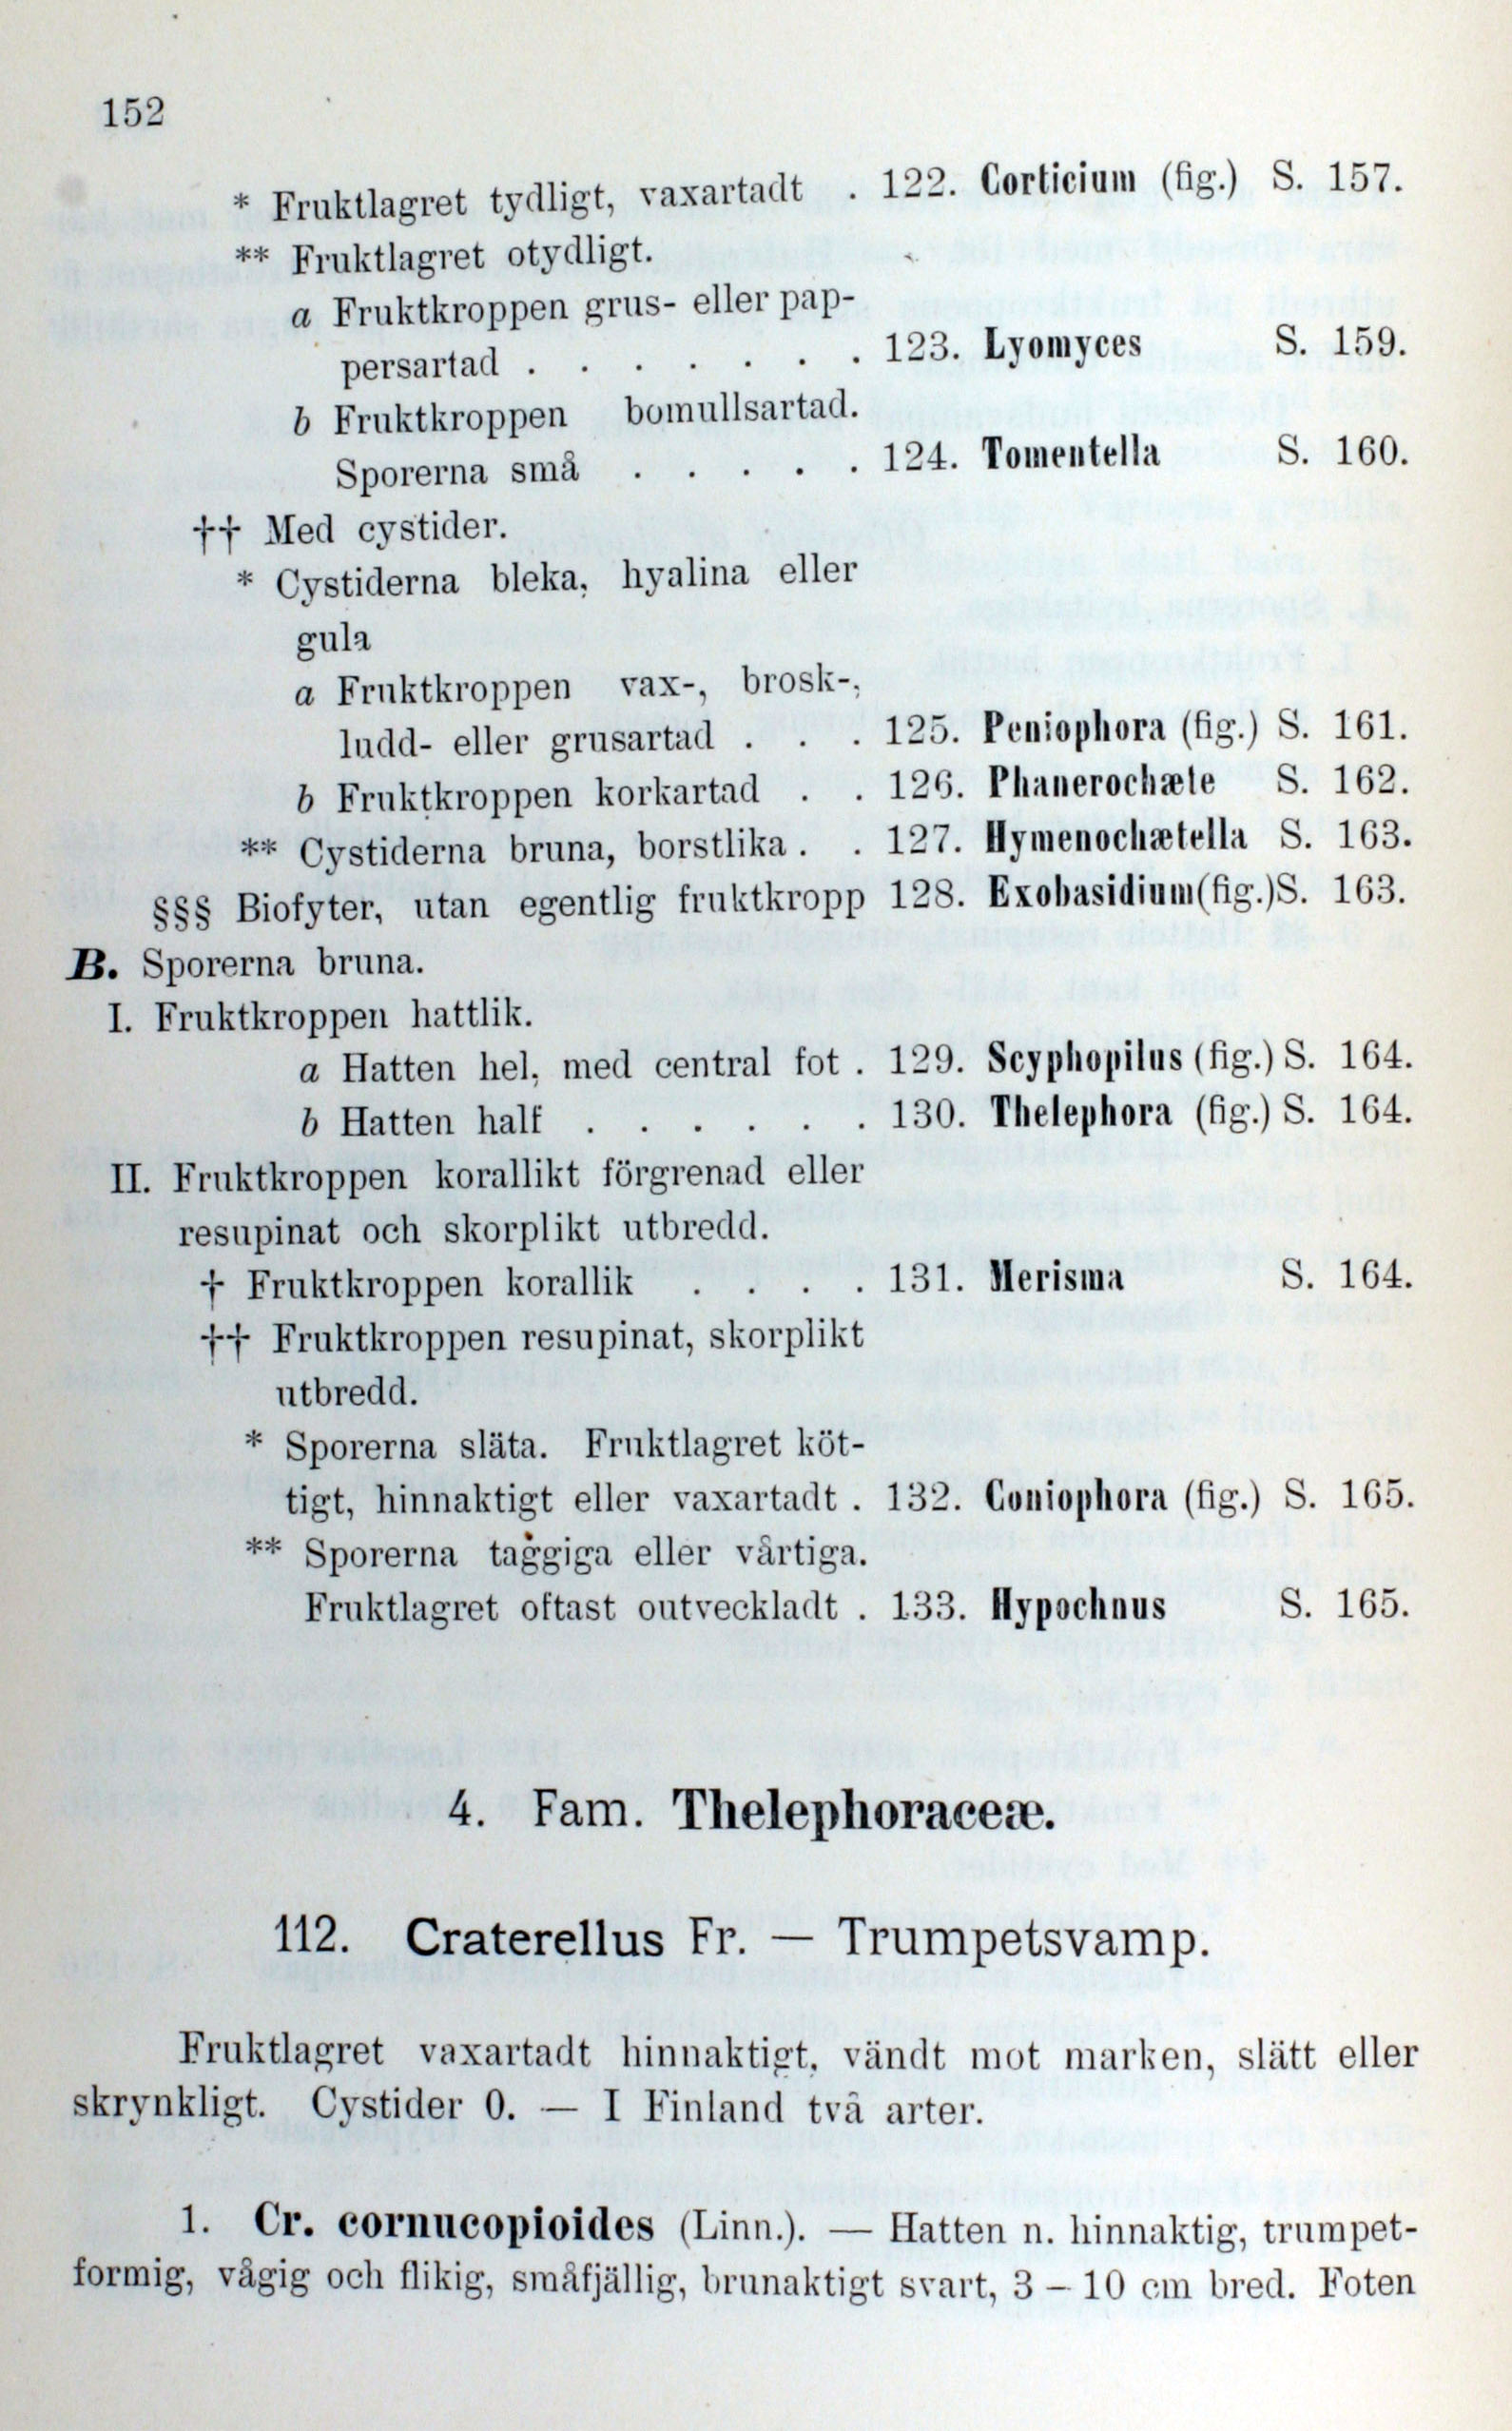 152
* Fruktlagret tydligt, vaxartadt . 122. Corticium (fig.) S. 157.
** Fruktlagret otydligt.
a Fruktkroppen grus- eller pap-
persartad . . . . . . . 123. Lyomyces S. 159.
b Fruktkroppen bomullsartad.
Sporerna små . . . . . 124. Tomentella S. 160.
†† Med cystider.
* Cystiderna bleka, hyalina eller
gula
a Fruktkroppen vax-, brosk-,
ludd- eller grusartad . . . 125. Peniophora (fig.) S. 161.
b Fruktkroppen korkartad . . 126. Phanerochæte S. 162.
** Cystiderna bruna, borstlika . . 127. Hymenochætella S. 163.
§§§ Biofyter, utan egentlig fruktkropp 128. Exobasidium (fig.) S. 163.
B. Sporerna bruna.
I. Fruktkroppen hattlik.
a Hatten hel, med central fot . 129. Scyphopilus (fig.) S. 164.
b Hatten half . . . . . . 130. Thelephora (fig.) S. 164.
II. Fruktkroppen korallikt förgrenad eller
resupinat och skorplikt utbredd.
† Fruktkroppen korallik . . . . 131. Merisma S. 164.
†† Fruktkroppen resupinat, skorplikt
utbredd.
* Sporerna släta. Fruktlagret köt-
tigt, hinnaktigt eller vaxartadt . 132. Coniophora (fig.) S. 165.
** Sporerna taggiga eller vårtiga.
Fruktlagret oftast outveckladt . 133. Hypochnus S. 165.
4. Fam. Thelephoraceæ.
112. Craterellus Fr. — Trumpetsvamp.
Fruktlagret vaxartadt hinnaktigt, vändt mot marken, slätt eller
skrynkligt. Cystider 0. — I Finland två arter.
1. Cr. cornucopioides (Linn.). — Hatten n. hinnaktig, trumpet-
formig, vågig och flikig, småfjällig, brunaktigt svart, 3 – 10 cm bred. Foten